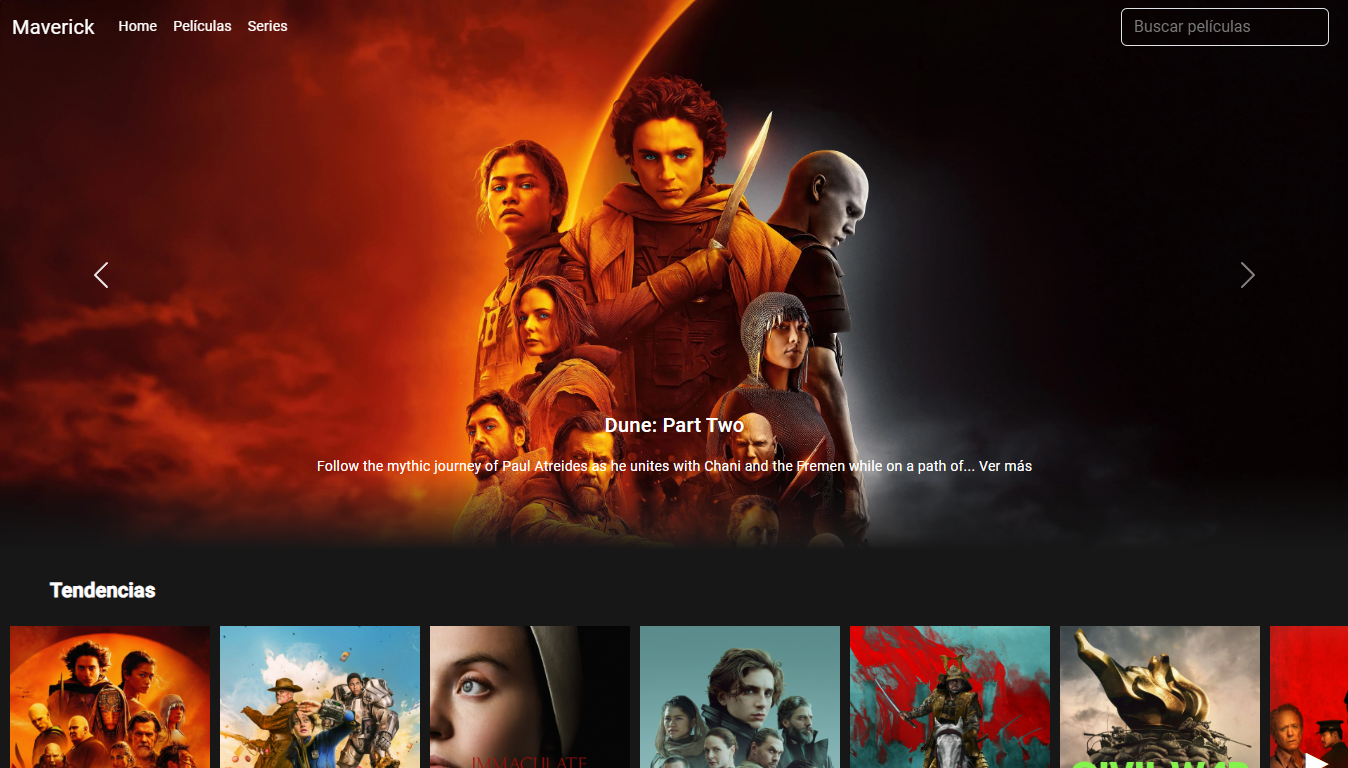 Maverick Home Películas Series Buscar películas
Dune: Part Two
Follow the mythic journey of Paul Atreides as he unites with Chani and the Fremen while on a path of... Ver más
Tendencias
IMMACULATE
CIVIL WAR